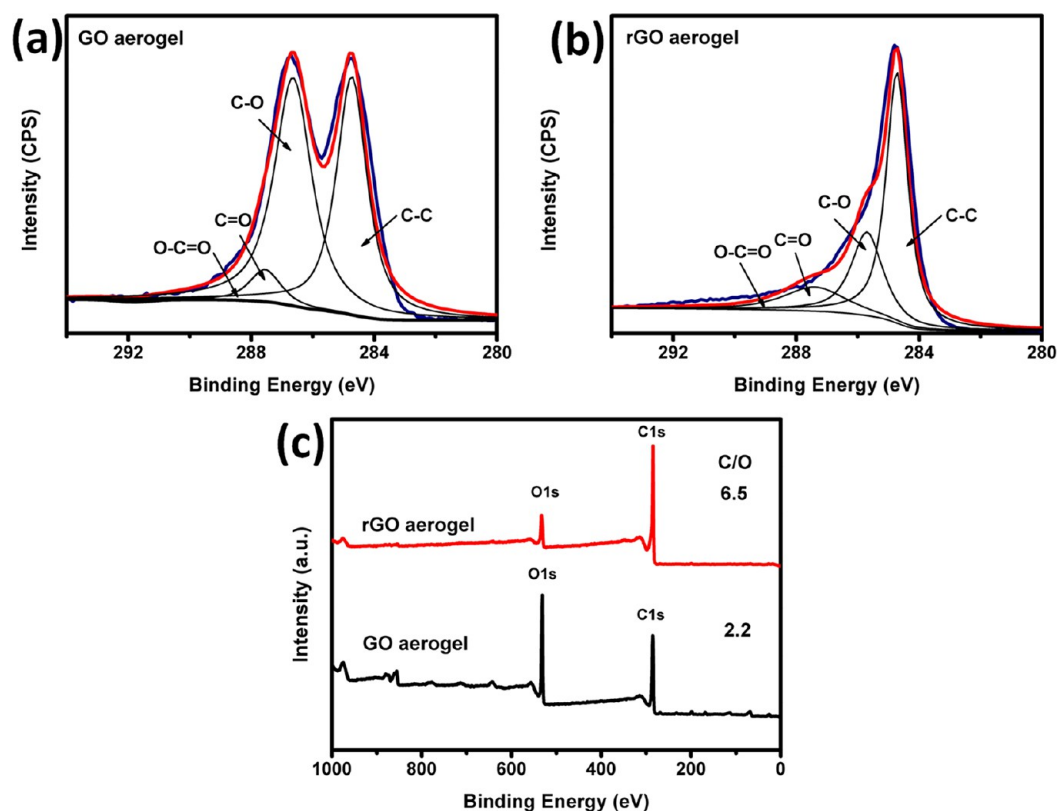 (a)
GO aerogel
C-O
C=O
O-C=O
C-C
Intensity (CPS)
292 288 284 280
Binding Energy (eV)
(b)
rGO aerogel
C-O
O-C=O
C=O
C-C
Intensity (CPS)
292 288 284 280
Binding Energy (eV)
(c)
C1s
C/O
6.5
O1s
rGO aerogel
O1s
C1s
2.2
GO aerogel
Intensity (a.u.)
1000 800 600 400 200 0
Binding Energy (eV)